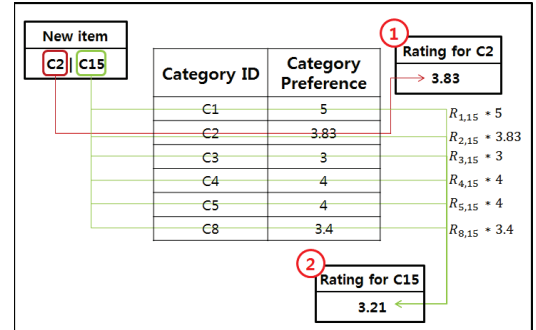 New item
C2 | C15
1
Rating for C2
3.83
Category ID
Category Preference
C1
5
C2
3.83
C3
3
C4
4
C5
4
C8
3.4
R1,15 * 5
R2,15 * 3.83
R3,15 * 3
R4,15 * 4
R5,15 * 4
R8,15 * 3.4
2
Rating for C15
3.21